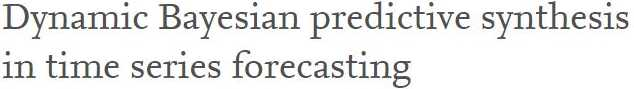 Dynamic Bayesian predictive synthesis
in time series forecasting